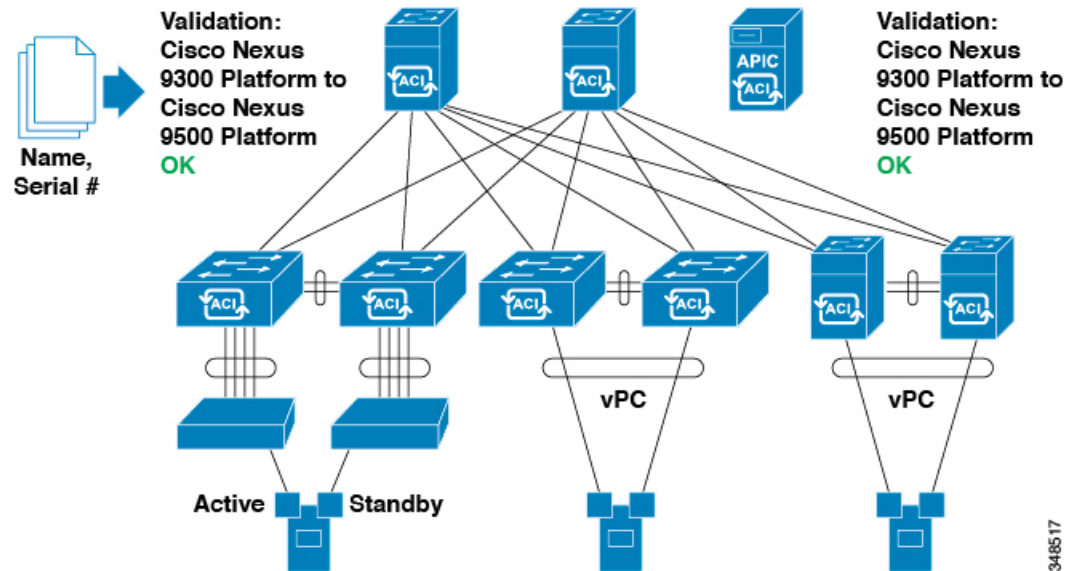 Validation:
Cisco Nexus
9300 Platform to
Cisco Nexus
9500 Platform
OK
Name,
Serial #
ACI
ACI
APIC
ACI
Validation:
Cisco Nexus
9300 Platform to
Cisco Nexus
9500 Platform
OK
ACI
ACI
ACI
ACI
ACI
ACI
vPC
vPC
Active
Standby
348517